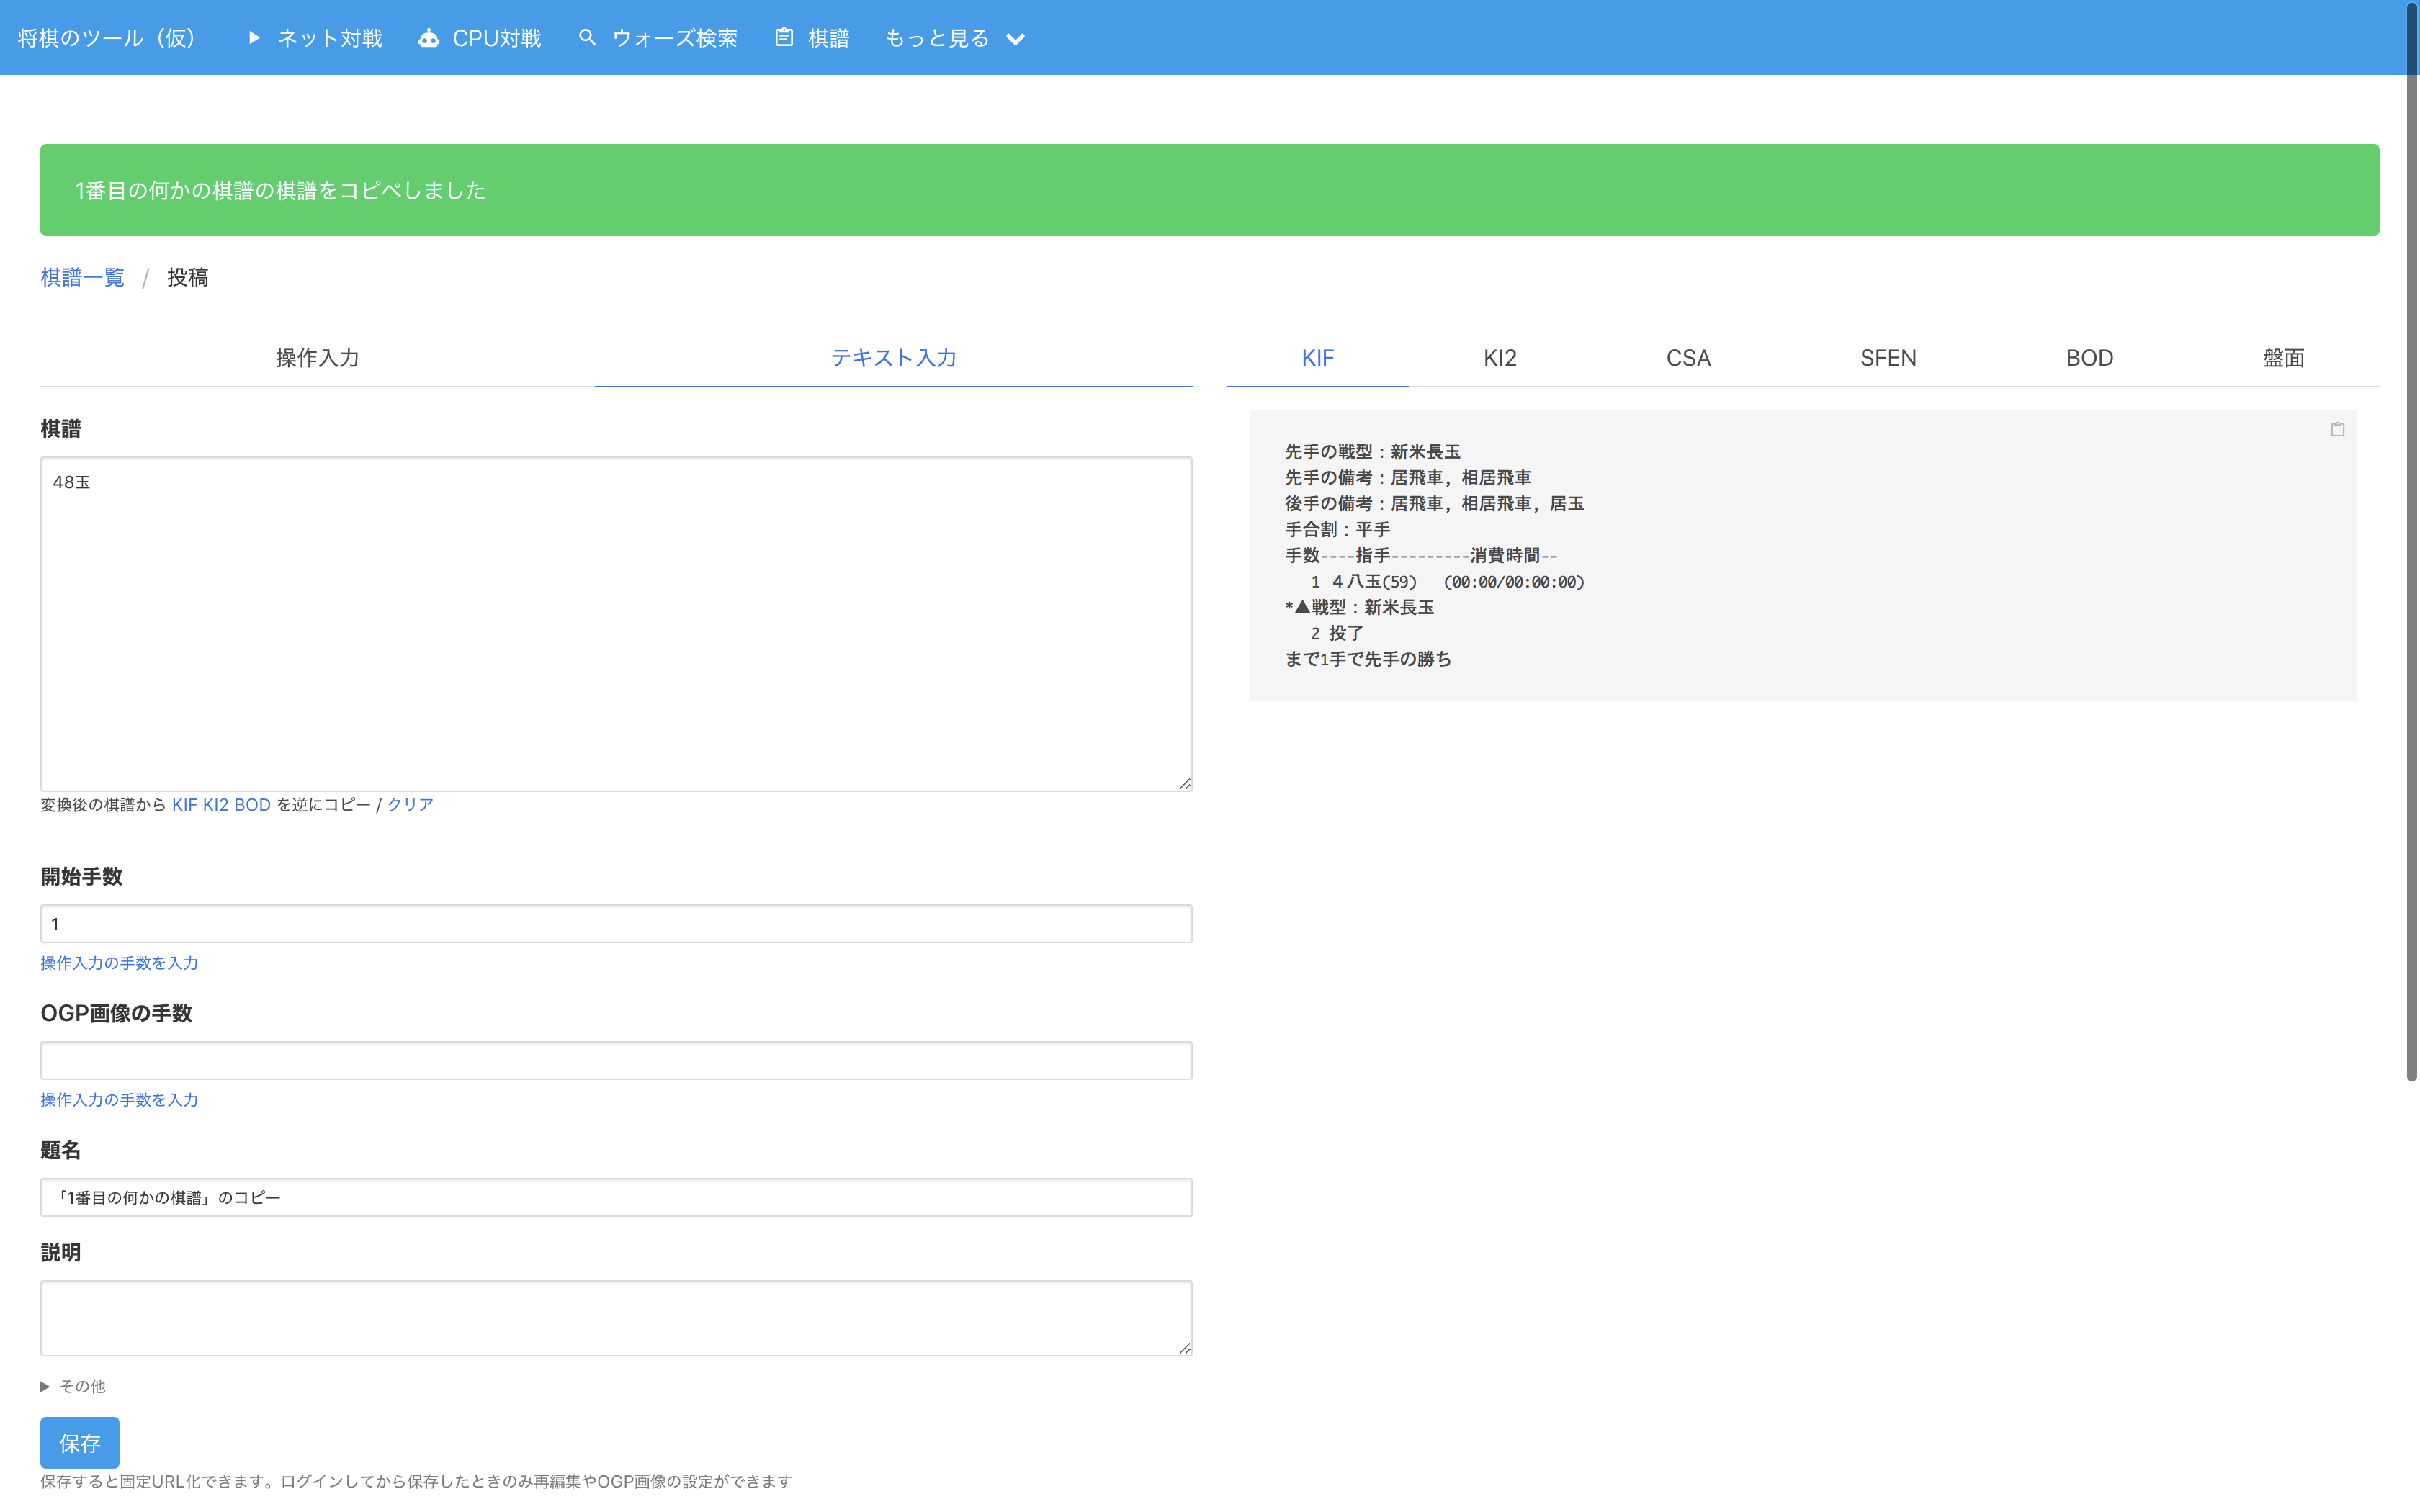 将棋のツール（仮） ネット対戦 CPU対戦 ウォーズ検索 棋譜 もっと見る
1番目の何かの棋譜の棋譜をコピペしました
棋譜一覧 / 投稿
操作入力 テキスト入力
棋譜
48玉
変換後の棋譜から KIF KI2 BOD を逆にコピー / クリア
開始手数
1
操作入力の手数を入力
OGP画像の手数
操作入力の手数を入力
題名
「1番目の何かの棋譜」のコピー
説明
その他
保存
保存すると固定URL化できます。ログインしてから保存したときのみ再編集やOGP画像の設定ができます
KIF KI2 CSA SFEN BOD 盤面
先手の戦型：新米長玉
先手の備考：居飛車, 相居飛車
後手の備考：居飛車, 相居飛車, 居玉
手合割：平手
手数----指手---------消費時間--
1 ４八玉(59) (00:00/00:00:00)
*▲戦型：新米長玉
2 投了
まで1手で先手の勝ち